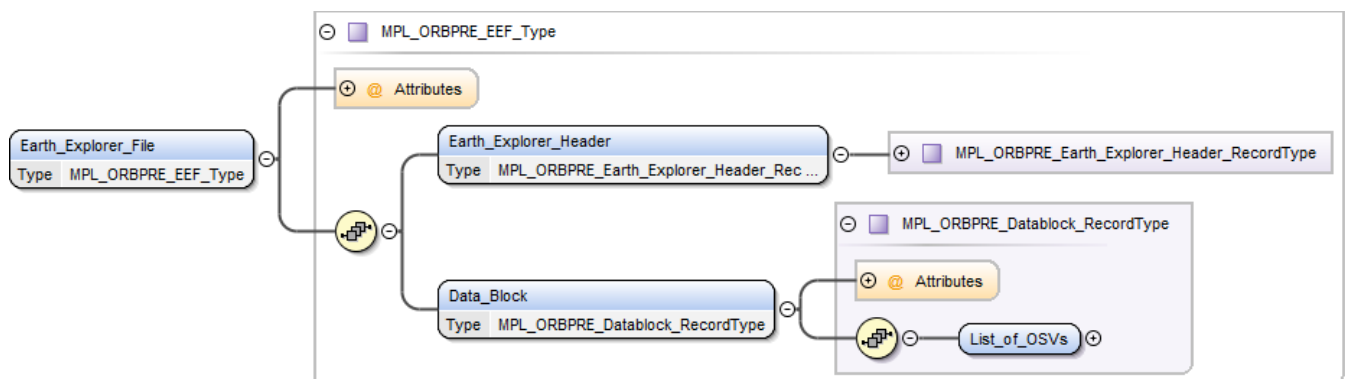 MPL_ORBPRE_EEF_Type
@ Attributes
Earth_Explorer_File
Type MPL_ORBPRE_EEF_Type
Earth_Explorer_Header
Type MPL_ORBPRE_Earth_Explorer_Header_Rec ...
MPL_ORBPRE_Earth_Explorer_Header_RecordType
MPL_ORBPRE_Datablock_RecordType
@ Attributes
Data_Block
Type MPL_ORBPRE_Datablock_RecordType
List_of_OSVs